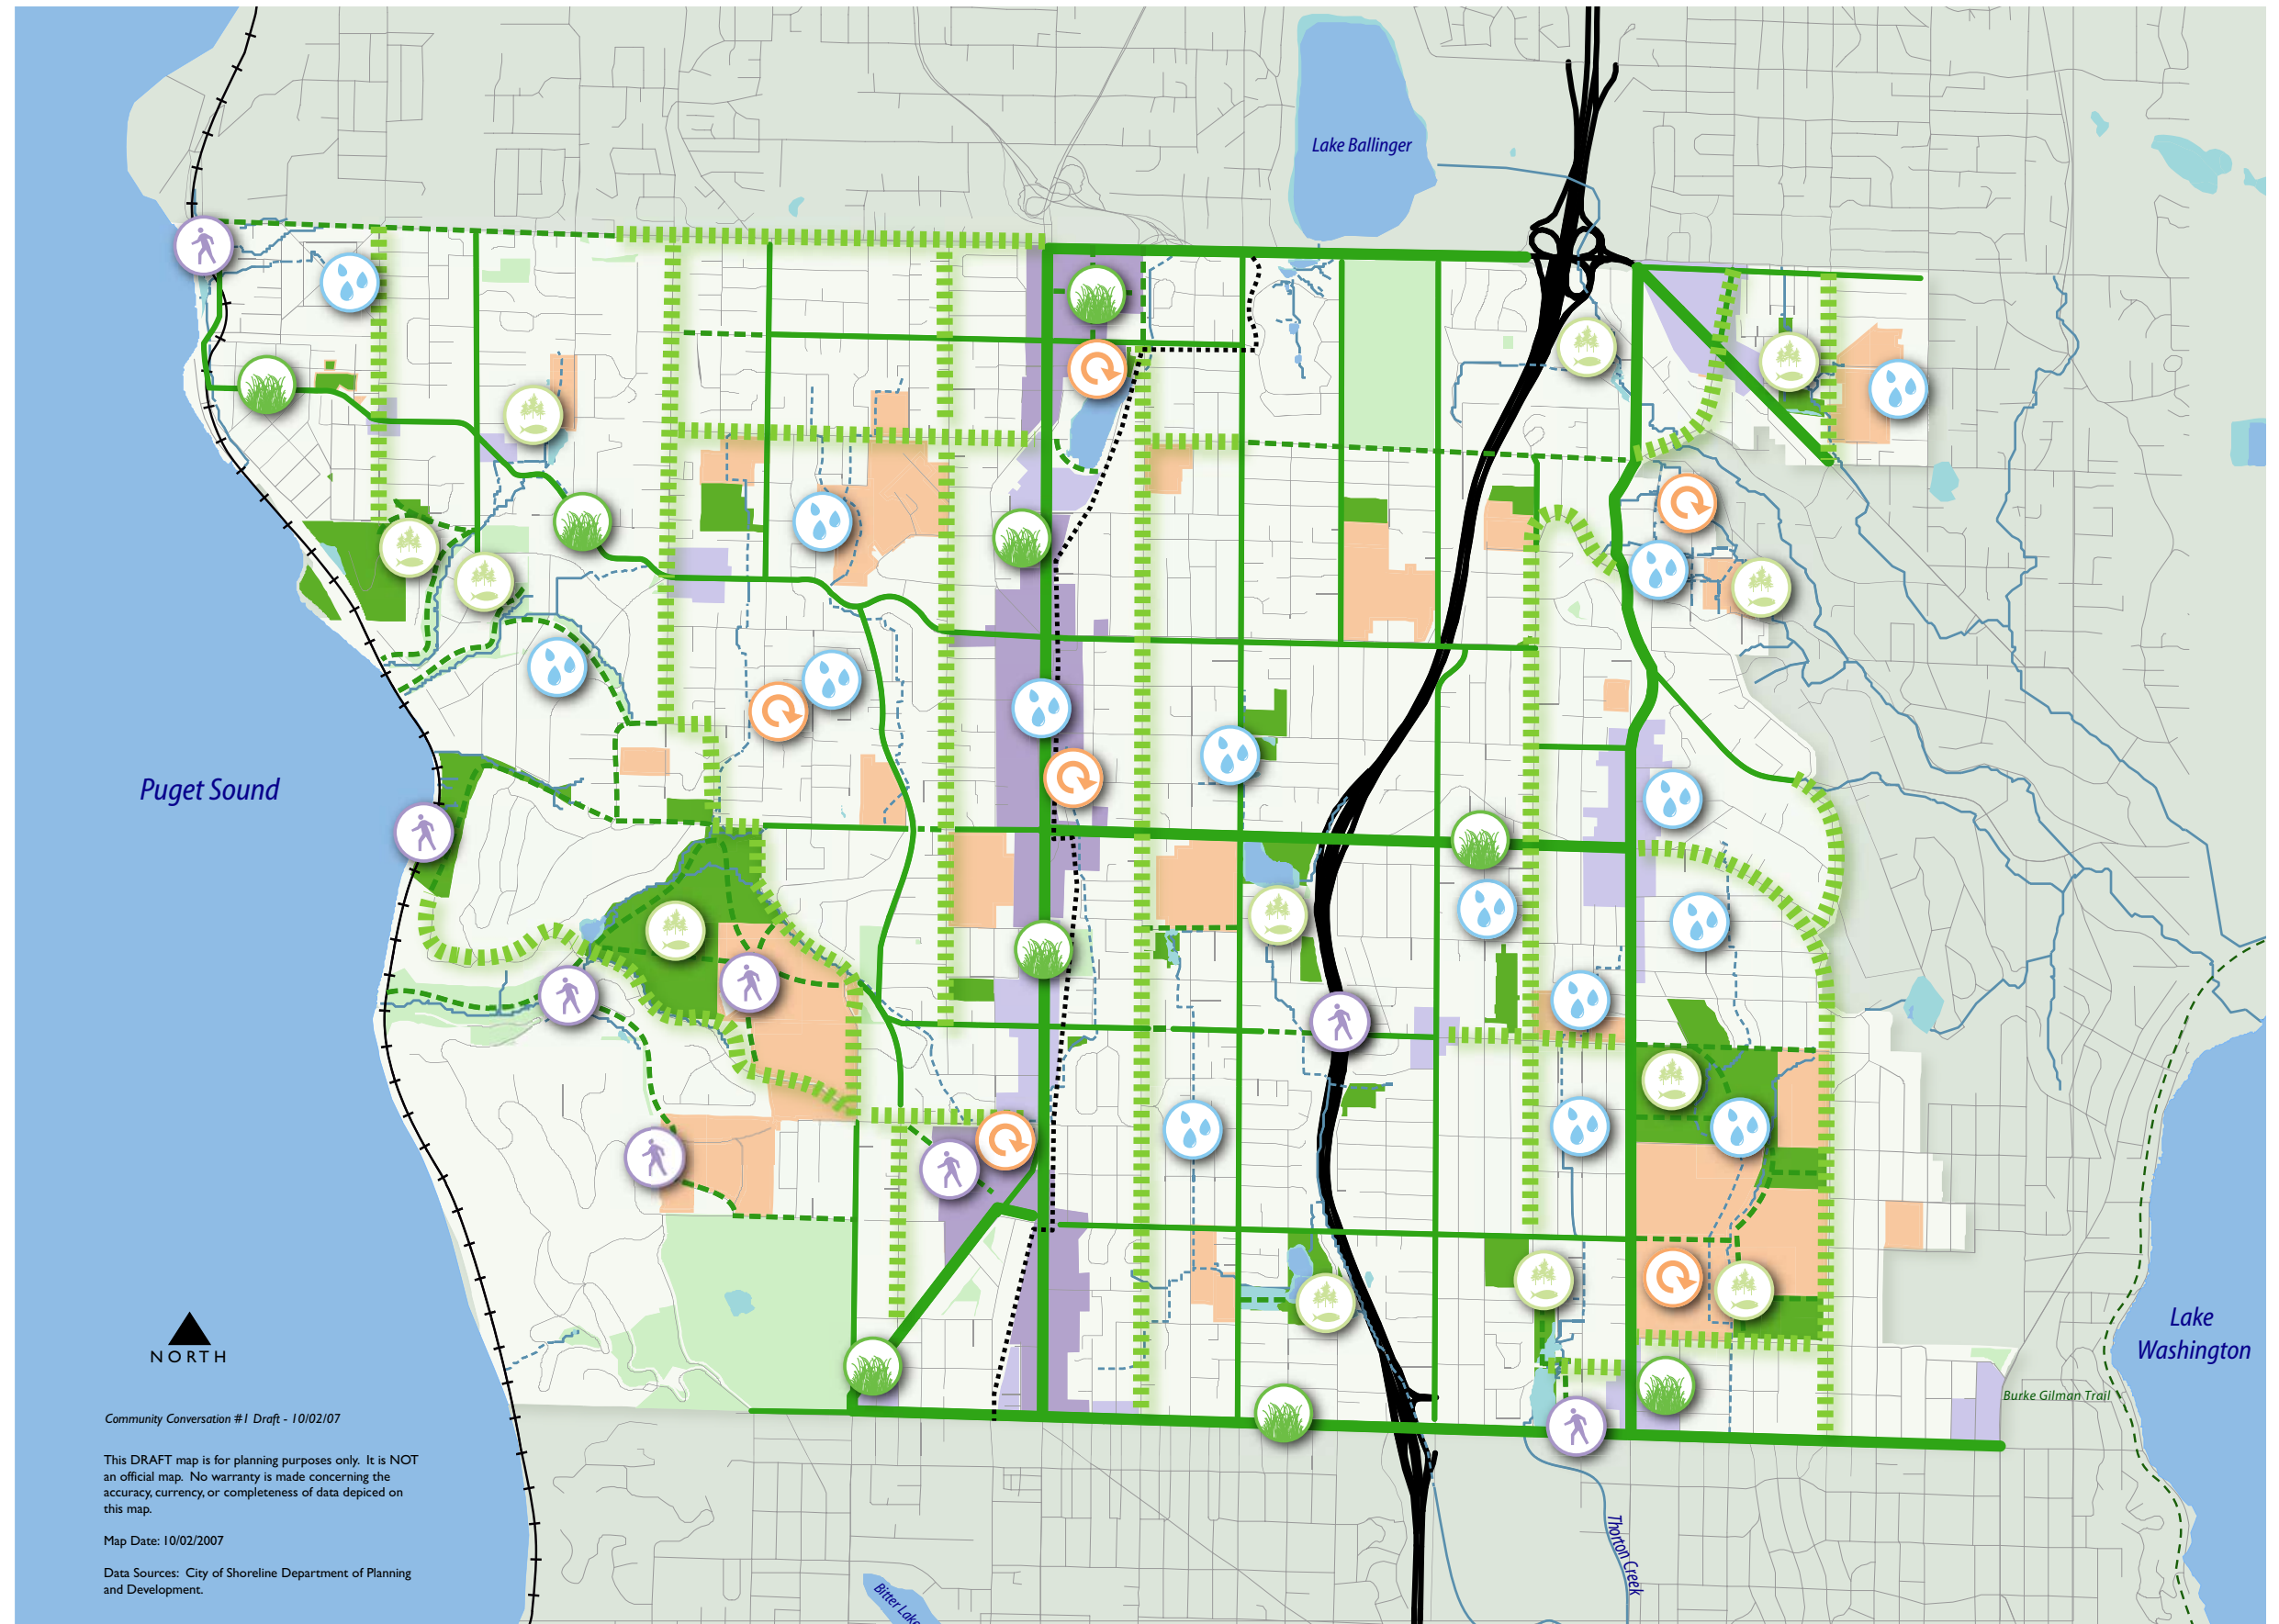 Lake Ballinger
Puget Sound
Lake
Washington
Burke Gilman Trail
NORTH
Community Conversation #1 Draft - 10/02/07
This DRAFT map is for planning purposes only. It is NOT
an official map. No warranty is made concerning the
accuracy, currency, or completeness of data depiced on
this map.
Map Date: 10/02/2007
Data Sources: City of Shoreline Department of Planning
and Development.
Bitter Lake
Thorton Creek